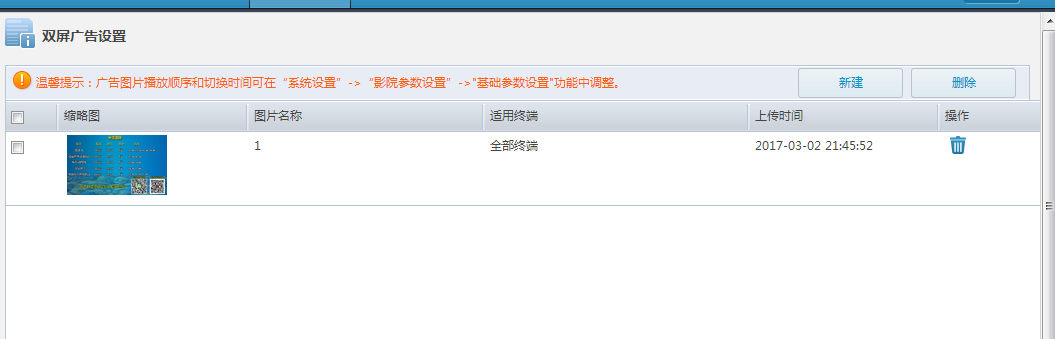 双屏广告设置
温馨提示：广告图片播放顺序和切换时间可在“系统设置”->“影院参数设置”->"基础参数设置"功能中调整。
新建
删除
缩略图
图片名称
适用终端
上传时间
操作
1
全部终端
2017-03-02 21:45:52